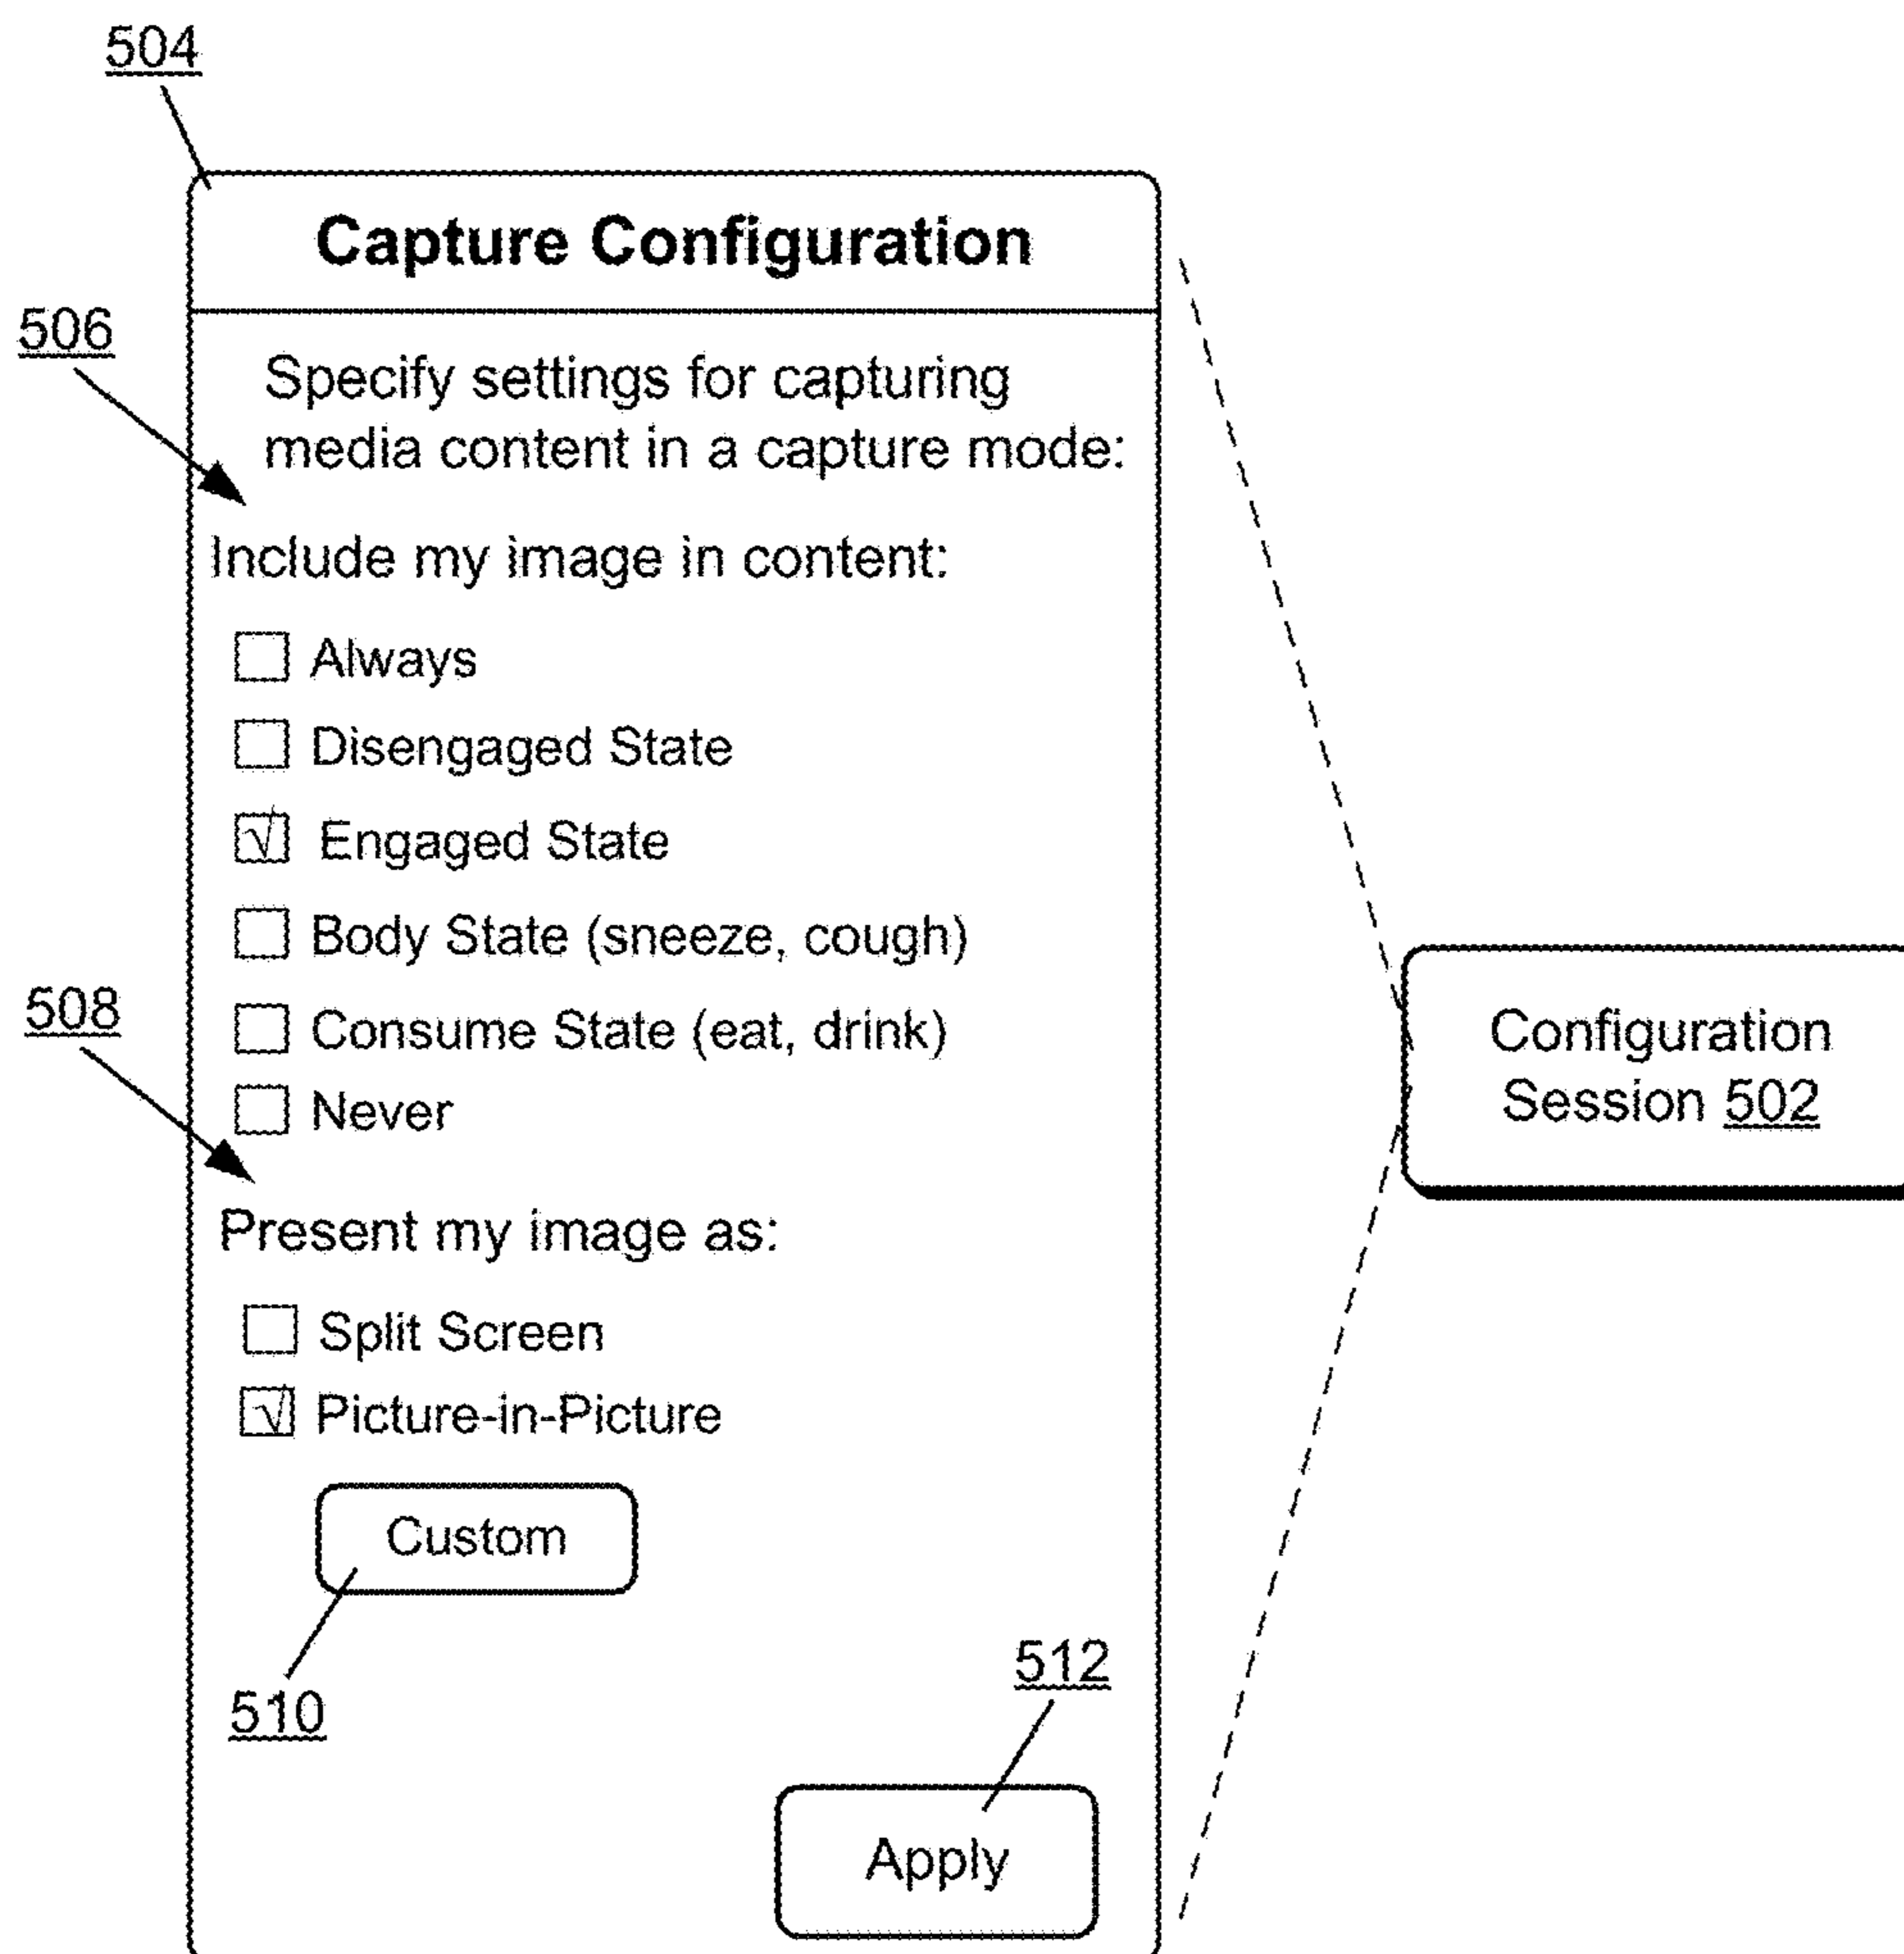 504
Capture Configuration
506
Specify settings for capturing
media content in a capture mode:
Include my image in content:
Always
Disengaged State
√ Engaged State
Body State (sneeze, cough)
508
Consume State (eat, drink)
Never
Present my image as:
Split Screen
√ Picture-in-Picture
Custom
510
512
Apply
Configuration
Session 502